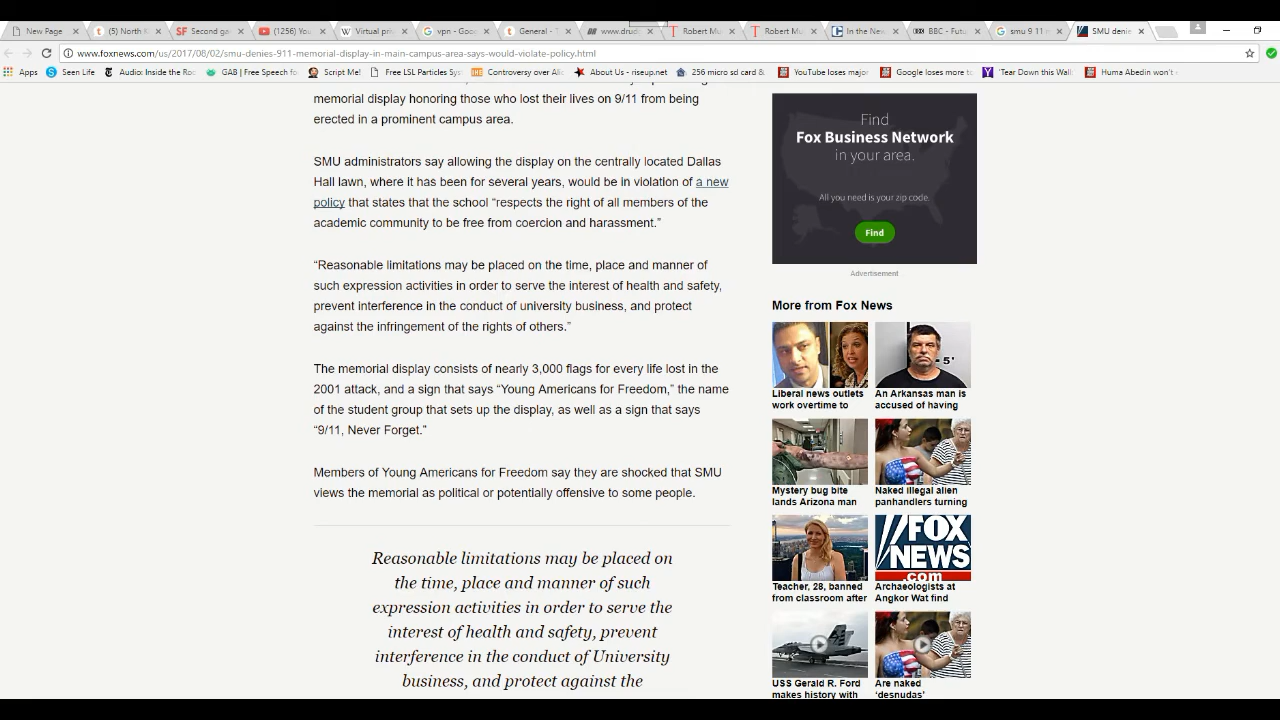 New Page
(5) North K
Second ga
(1256) You
Virtual priv
vpn - Goog
General - T
www.drudg
Robert Mu
Robert Mu
In the New
BBC - Futu
smu 9 11 m
SMU denie
www.foxnews.com/us/2017/08/02/smu-denies-911-memorial-display-in-main-campus-area-says-would-violate-policy.html
Apps
Seen Life
Audio: Inside the Ro
GAB | Free Speech fo
Script Mel
Free LSL Particles Sys
Controversy over Ali
About Us - riseup.net
256 micro sd card &
YouTube loses major
Google loses more to
'Tear Down this Wall
Huma Abedin won't
memorial display honoring those who lost their lives on 9/11 from being
erected in a prominent campus area.
SMU administrators say allowing the display on the centrally located Dallas
Hall lawn, where it has been for several years, would be in violation of a new
policy that states that the school “respects the right of all members of the
academic community to be free from coercion and harassment.”
“Reasonable limitations may be placed on the time, place and manner of
such expression activities in order to serve the interest of health and safety,
prevent interference in the conduct of university business, and protect
against the infringement of the rights of others.”
The memorial display consists of nearly 3,000 flags for every life lost in the
2001 attack, and a sign that says “Young Americans for Freedom,” the name
of the student group that sets up the display, as well as a sign that says
“9/11, Never Forget.”
Members of Young Americans for Freedom say they are shocked that SMU
views the memorial as political or potentially offensive to some people.
Reasonable limitations may be placed on
the time, place and manner of such
expression activities in order to serve the
interest of health and safety, prevent
interference in the conduct of University
business, and protect against the
Find
Fox Business Network
in your area.
All you need is your zip code.
Find
Advertisement
More from Fox News
Liberal news outlets
work overtime to
5'
An Arkansas man is
accused of having
Mystery bug bite
lands Arizona man
Naked illegal alien
panhandlers turning
Teacher, 28, banned
from classroom after
FOX
NEWS
.com
Archaeologists at
Angkor Wat find
USS Gerald R. Ford
makes history with
Are naked
‘desnudas’